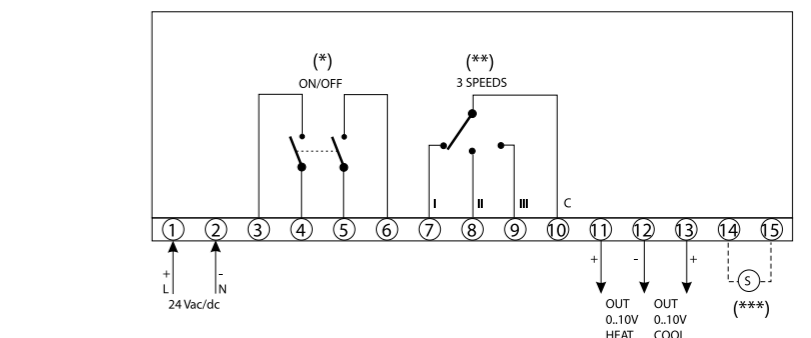 (*)
ON/OFF
(**)
3 SPEEDS
I II III C
1 2 3 4 5 6 7 8 9 10 11 12 13 14 15
+ - + - +
L N
24 Vac/dc
S
(***)
OUT OUT
0..10V 0..10V
HEAT COOL